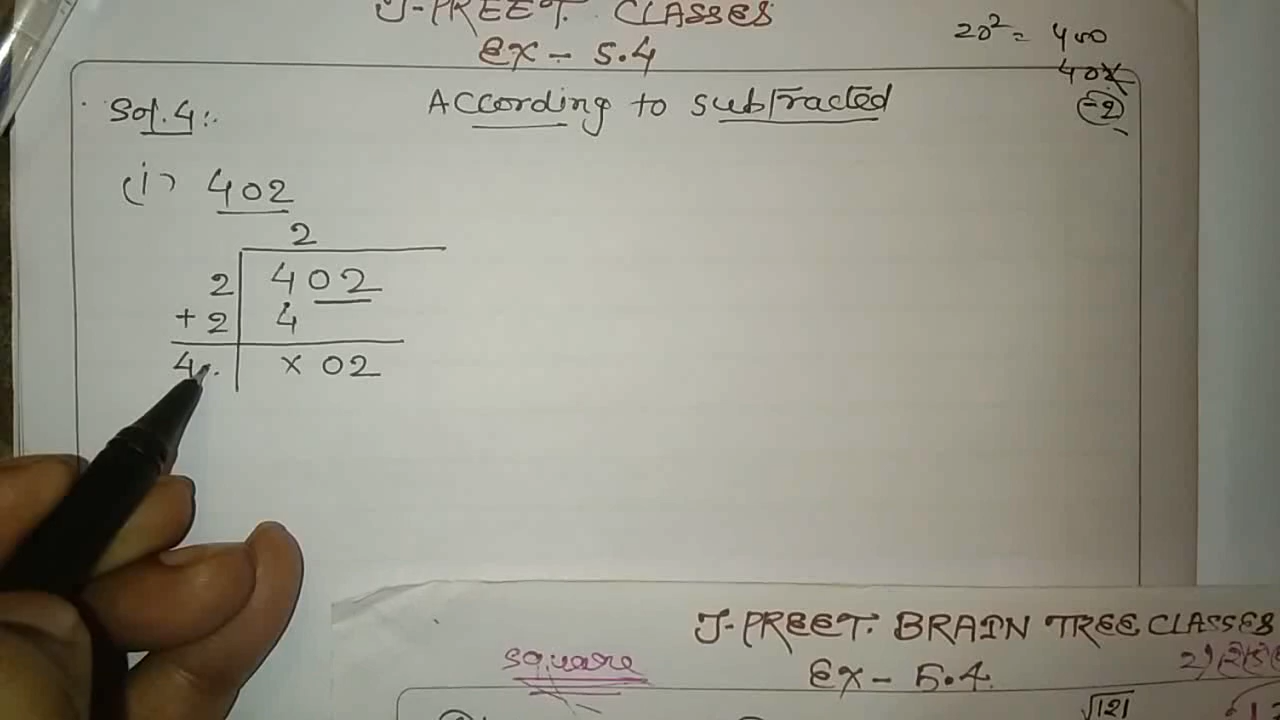 J-PREET. CLASSES
EX - 5.4
20² = 400
402
-2
Sol.4:.
According to subtracted
(i) 402
2
2 402
+2 4
4. × 02
J-PREET. BRAIN TREE CLASSES
square
EX - 5.4.
√121